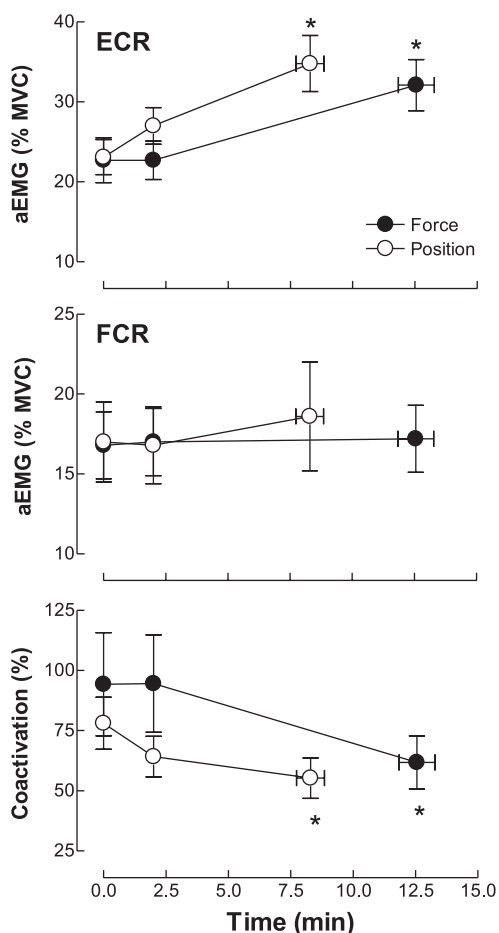 ECR
aEMG (% MVC)
40
30
20
10
*
*
Force
Position
FCR
aEMG (% MVC)
25
20
15
10
Coactivation (%)
125
100
75
50
25
*
*
0.0 2.5 5.0 7.5 10.0 12.5 15.0
Time (min)